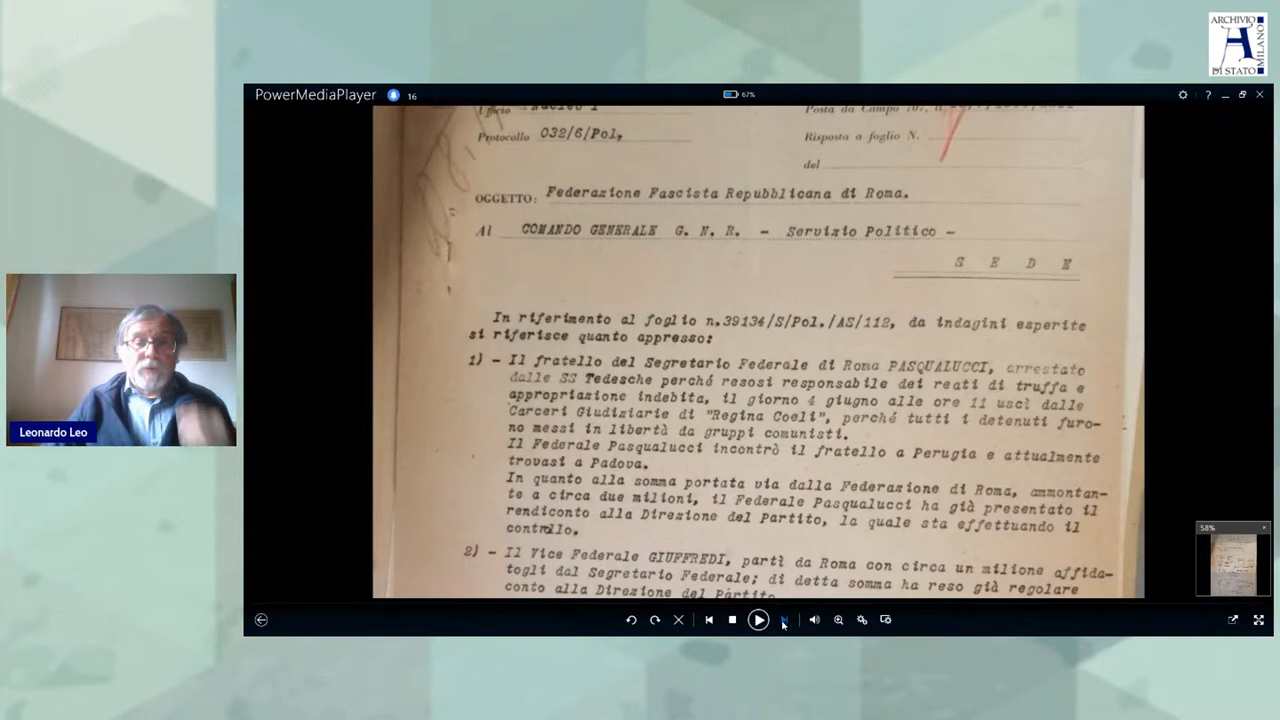 ARCHIVIO
DI STATO
MILANO
PowerMediaPlayer
16
67%
Ufficio Nucleo I
Posta da Campo 707,
Protocollo 032/6/Pol.
Risposta a foglio N.
del
OGGETTO: Federazione Fascista Repubblicana di Roma.
Al COMANDO GENERALE G. N. R. - Servizio Politico -
S E D E
In riferimento al foglio n.39134/S/Pol./AS/112, da indagini esperite
si riferisce quanto appresso:
1) - Il fratello del Segretario Federale di Roma PASQUALUCCI, arrestato
dalle SS Tedesche perché resosi responsabile dei reati di truffa e
appropriazione indebita, il giorno 4 giugno alle ore 11 uscì dalle
Carceri Giudiziarie di "Regina Coeli", perché tutti i detenuti furo-
no messi in libertà da gruppi comunisti.
Il Federale Pasqualucci incontrò il fratello a Perugia e attualmente
trovasi a Padova.
In quanto alla somma portata via dalla Federazione di Roma, ammontan-
te a circa due milioni, il Federale Pasqualucci ha già presentato il
rendiconto alla Direzione del Partito, la quale sta effettuando il
controllo.
2) - Il Vice Federale GIUFFREDI, partì da Roma con circa un milione affida-
togli dal Segretario Federale; di detta somma ha reso già regolare
conto alla Direzione del Partito
Leonardo Leo
58%